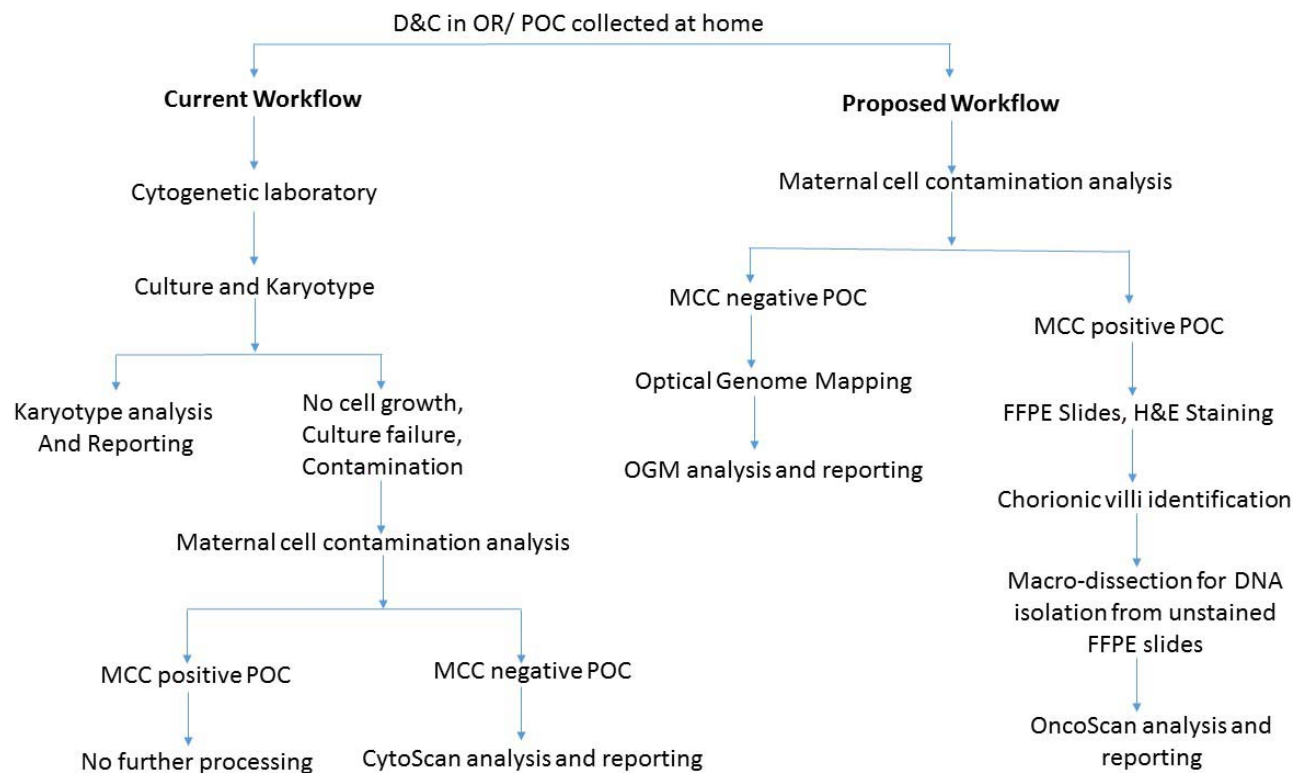 D&C in OR/ POC collected at home
Current Workflow
Cytogenetic laboratory
Culture and Karyotype
Karyotype analysis
And Reporting
No cell growth,
Culture failure,
Contamination
Maternal cell contamination analysis
MCC positive POC
No further processing
MCC negative POC
CytoScan analysis and reporting
Proposed Workflow
Maternal cell contamination analysis
MCC negative POC
Optical Genome Mapping
OGM analysis and reporting
MCC positive POC
FFPE Slides, H&E Staining
Chorionic villi identification
Macro-dissection for DNA
isolation from unstained
FFPE slides
OncoScan analysis and
reporting